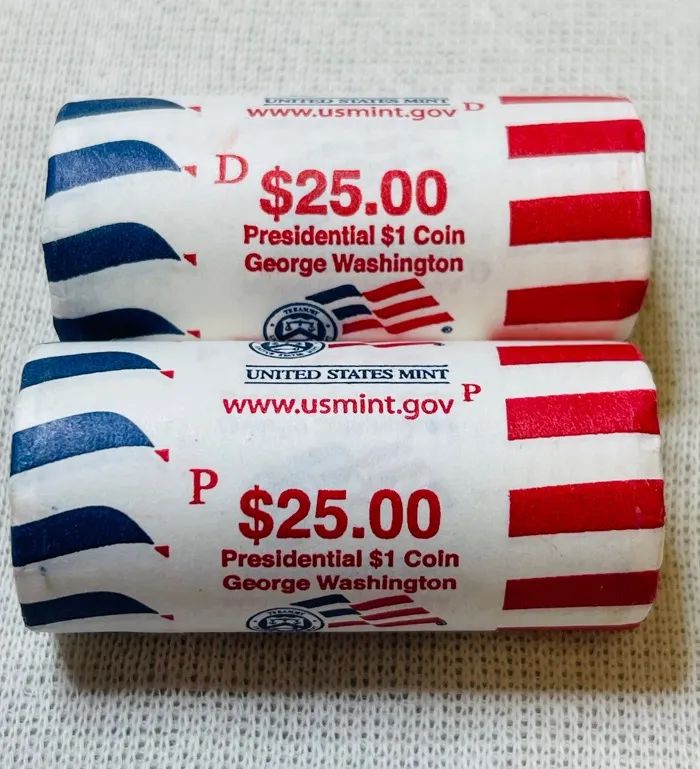 UNITED STATES MINT
www.usmint.gov D
D
$25.00
Presidential $1 Coin
George Washington
TREASURY
UNITED STATES MINT
www.usmint.gov P
P
$25.00
Presidential $1 Coin
George Washington